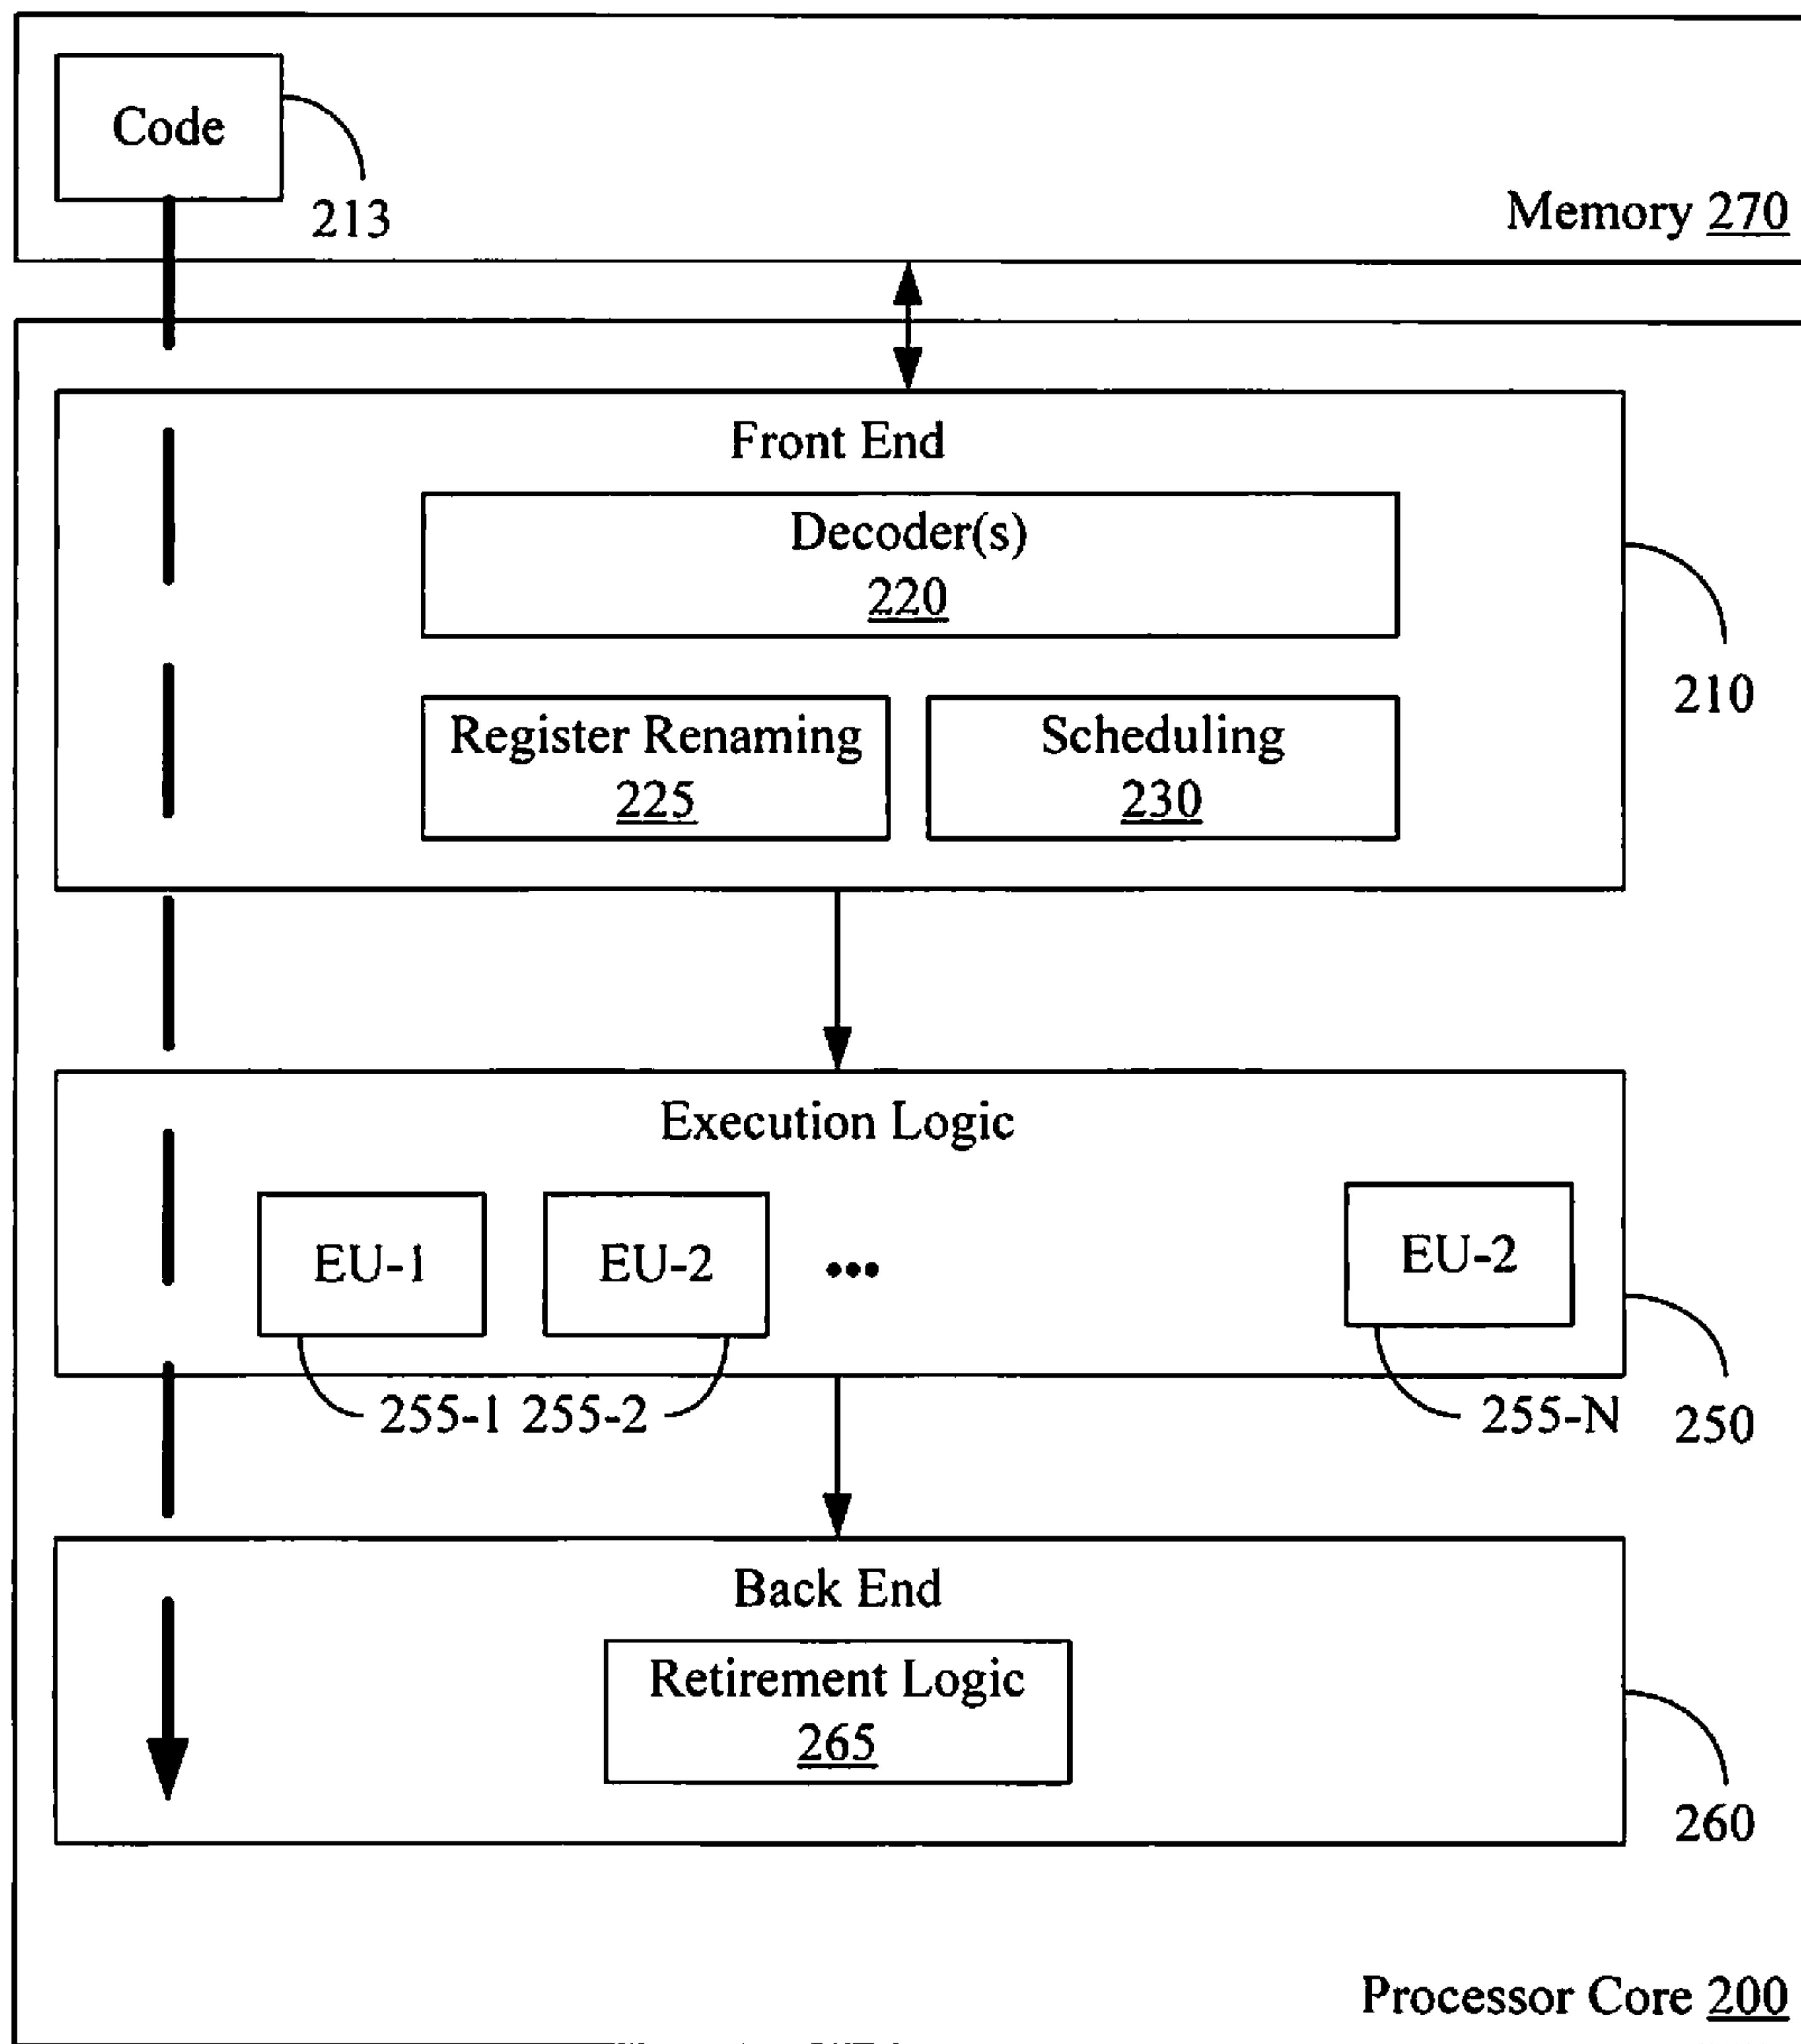 Code
213
Memory 270
Front End
Decoder(s)
220
210
Register Renaming
225
Scheduling
230
Execution Logic
EU-1
EU-2
•••
EU-2
255-1
255-2
255-N
250
Back End
Retirement Logic
265
260
Processor Core 200